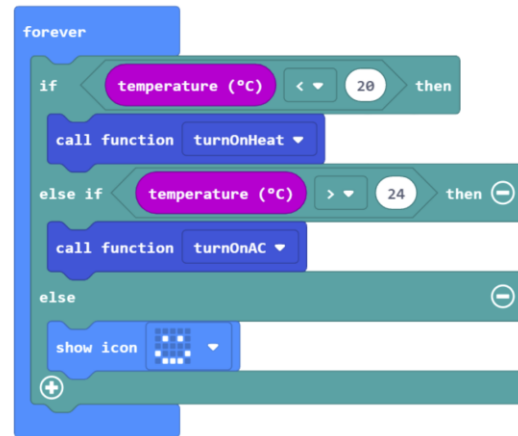 forever
if temperature (°C) < 20 then
call function turnOnHeat
else if temperature (°C) > 24 then
call function turnOnAC
else
show icon